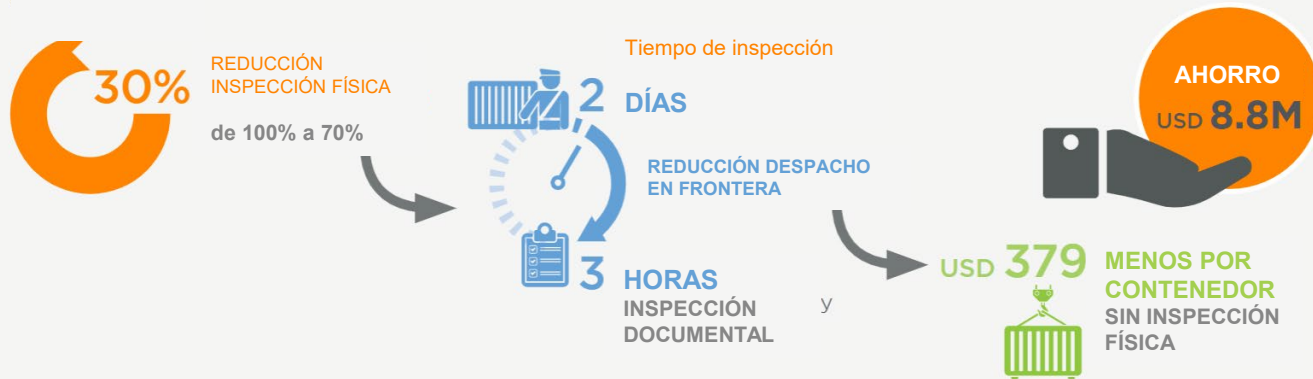 30%
REDUCCIÓN
INSPECCIÓN FÍSICA
de 100% a 70%
Tiempo de inspección
2 DÍAS
REDUCCIÓN DESPACHO
EN FRONTERA
3 HORAS
INSPECCIÓN
DOCUMENTAL
y
AHORRO
USD 8.8M
USD 379 MENOS POR
CONTENEDOR
SIN INSPECCIÓN
FÍSICA